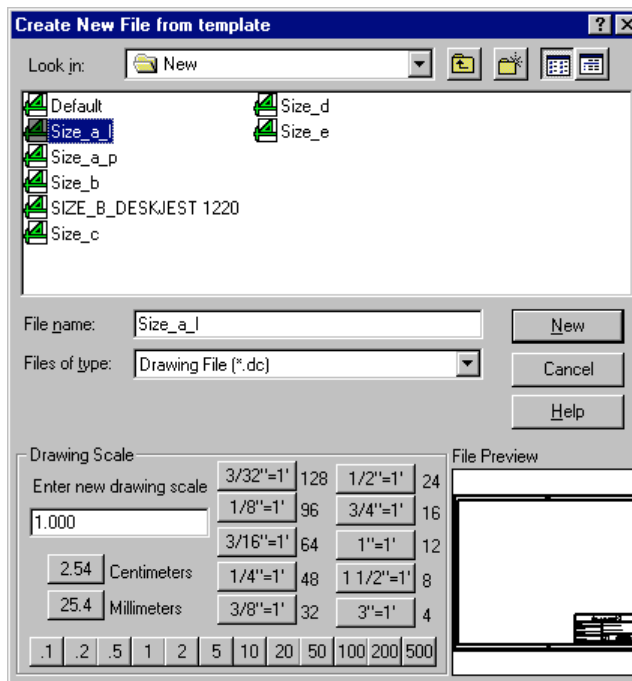 Create New File from template
Look in: New
Default Size_d
Size_a_l Size_e
Size_a_p
Size_b
SIZE_B_DESKJEST 1220
Size_c
File name: Size_a_l New
Files of type: Drawing File (*.dc) Cancel
Help
Drawing Scale File Preview
Enter new drawing scale
1.000
3/32"=1' 128 1/2"=1' 24
1/8"=1' 96 3/4"=1' 16
3/16"=1' 64 1"=1' 12
2.54 Centimeters 1/4"=1' 48 1 1/2"=1' 8
25.4 Millimeters 3/8"=1' 32 3"=1' 4
.1 .2 .5 1 2 5 10 20 50 100 200 500